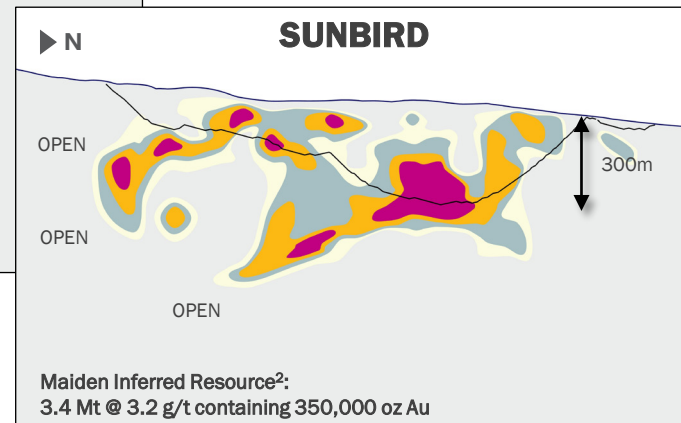 N
SUNBIRD
OPEN
300m
OPEN
OPEN
Maiden Inferred Resource²:
3.4 Mt @ 3.2 g/t containing 350,000 oz Au